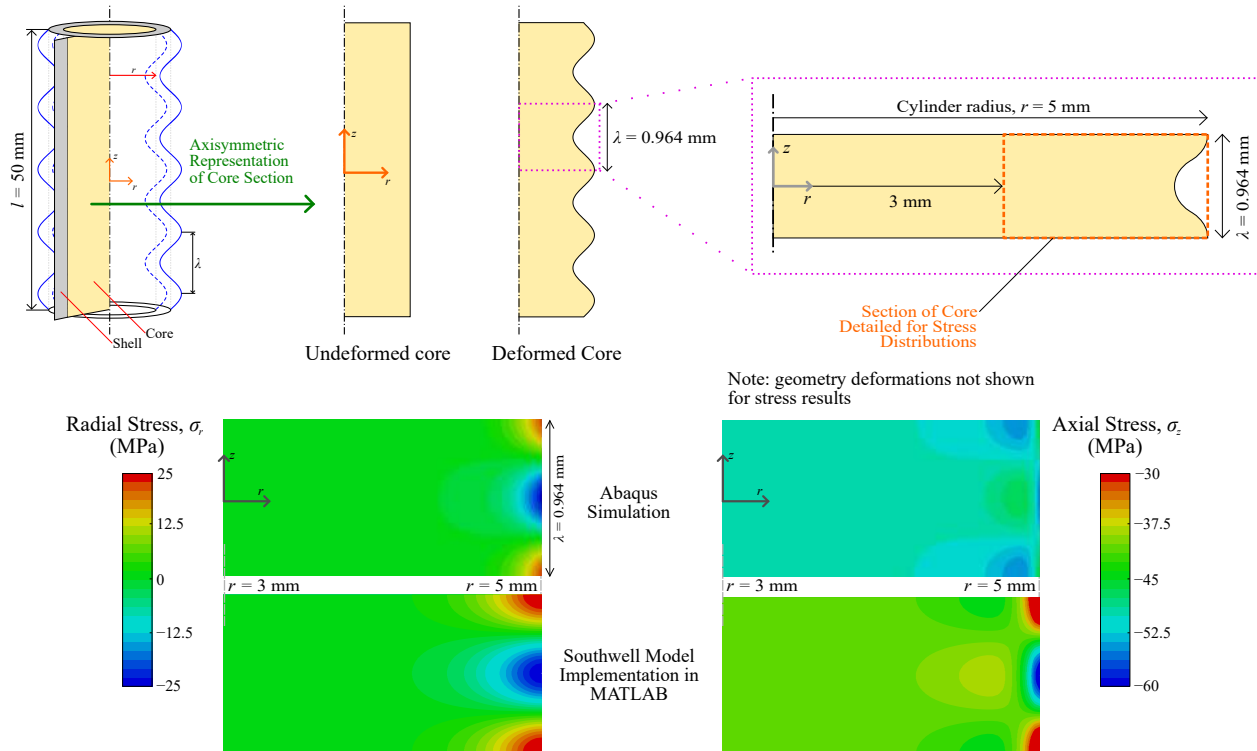 l = 50 mm
r
z
r
λ
Core
Shell
Axisymmetric
Representation
of Core Section
z
r
Undeformed core
Deformed Core
λ = 0.964 mm
Cylinder radius, r = 5 mm
z
r
3 mm
λ = 0.964 mm
Section of Core
Detailed for Stress
Distributions
Note: geometry deformations not shown
for stress results
Radial Stress, σr
(MPa)
25
12.5
0
−12.5
−25
z
r
λ = 0.964 mm
r = 3 mm
r = 5 mm
Abaqus
Simulation
Southwell Model
Implementation in
MATLAB
z
r
r = 3 mm
r = 5 mm
Axial Stress, σz
(MPa)
−30
−37.5
−45
−52.5
−60